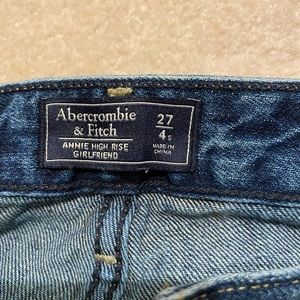 Abercrombie
& Fitch
ANNIE HIGH RISE
GIRLFRIEND
27
4S
MADE IN
CHINA